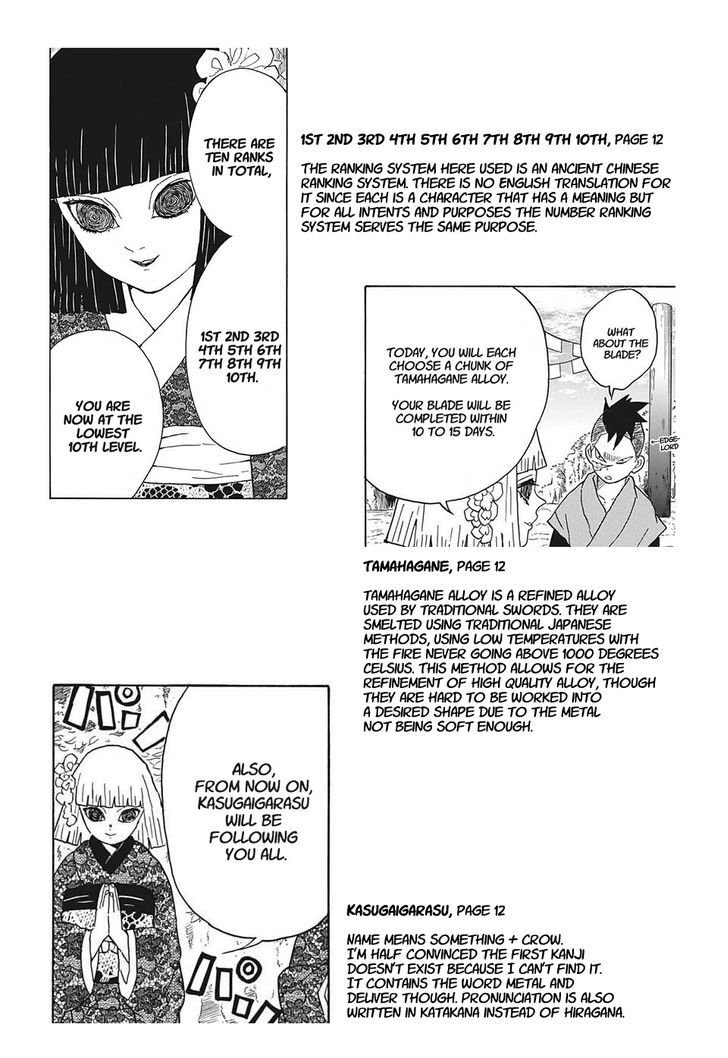 THERE ARE
TEN RANKS
IN TOTAL,
1ST 2ND 3RD
4TH 5TH 6TH
7TH 8TH 9TH
10TH.
YOU ARE
NOW AT THE
LOWEST
10TH LEVEL.
1ST 2ND 3RD 4TH 5TH 6TH 7TH 8TH 9TH 10TH, PAGE 12
THE RANKING SYSTEM HERE USED IS AN ANCIENT CHINESE
RANKING SYSTEM. THERE IS NO ENGLISH TRANSLATION FOR
IT SINCE EACH IS A CHARACTER THAT HAS A MEANING BUT
FOR ALL INTENTS AND PURPOSES THE NUMBER RANKING
SYSTEM SERVES THE SAME PURPOSE.
WHAT
ABOUT THE
BLADE?
TODAY, YOU WILL EACH
CHOOSE A CHUNK OF
TAMAHAGANE ALLOY.
YOUR BLADE WILL BE
COMPLETED WITHIN
10 TO 15 DAYS.
←EDGE-
LORD
TAMAHAGANE, PAGE 12
TAMAHAGANE ALLOY IS A REFINED ALLOY
USED BY TRADITIONAL SWORDS. THEY ARE
SMELTED USING TRADITIONAL JAPANESE
METHODS, USING LOW TEMPERATURES WITH
THE FIRE NEVER GOING ABOVE 1000 DEGREES
CELSIUS. THIS METHOD ALLOWS FOR THE
REFINEMENT OF HIGH QUALITY ALLOY, THOUGH
THEY ARE HARD TO BE WORKED INTO
A DESIRED SHAPE DUE TO THE METAL
NOT BEING SOFT ENOUGH.
ALSO,
FROM NOW ON,
KASUGAIGARASU
WILL BE
FOLLOWING
YOU ALL.
KASUGAIGARASU, PAGE 12
NAME MEANS SOMETHING + CROW.
I'M HALF CONVINCED THE FIRST KANJI
DOESN'T EXIST BECAUSE I CAN'T FIND IT.
IT CONTAINS THE WORD METAL AND
DELIVER THOUGH. PRONUNCIATION IS ALSO
WRITTEN IN KATAKANA INSTEAD OF HIRAGANA.